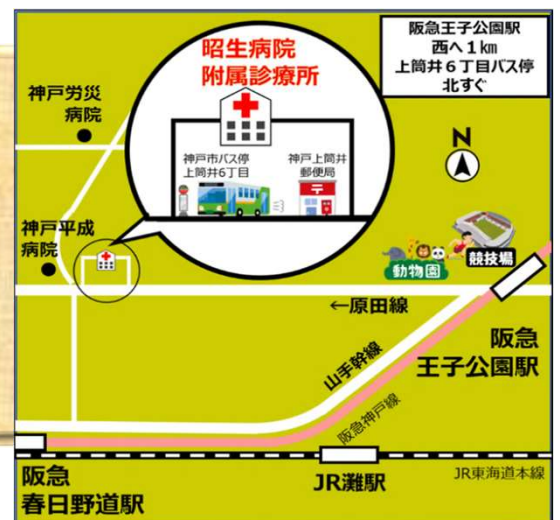 阪急王子公園駅
西へ１km
上筒井６丁目バス停
北すぐ
昭生病院
附属診療所
神戸労災
病院
神戸市バス停
上筒井6丁目
神戸上筒井
郵便局
N
神戸平成
病院
動物園
競技場
←原田線
阪急
王子公園駅
山手幹線
阪急神戸線
阪急
春日野道駅
JR灘駅
JR東海道本線